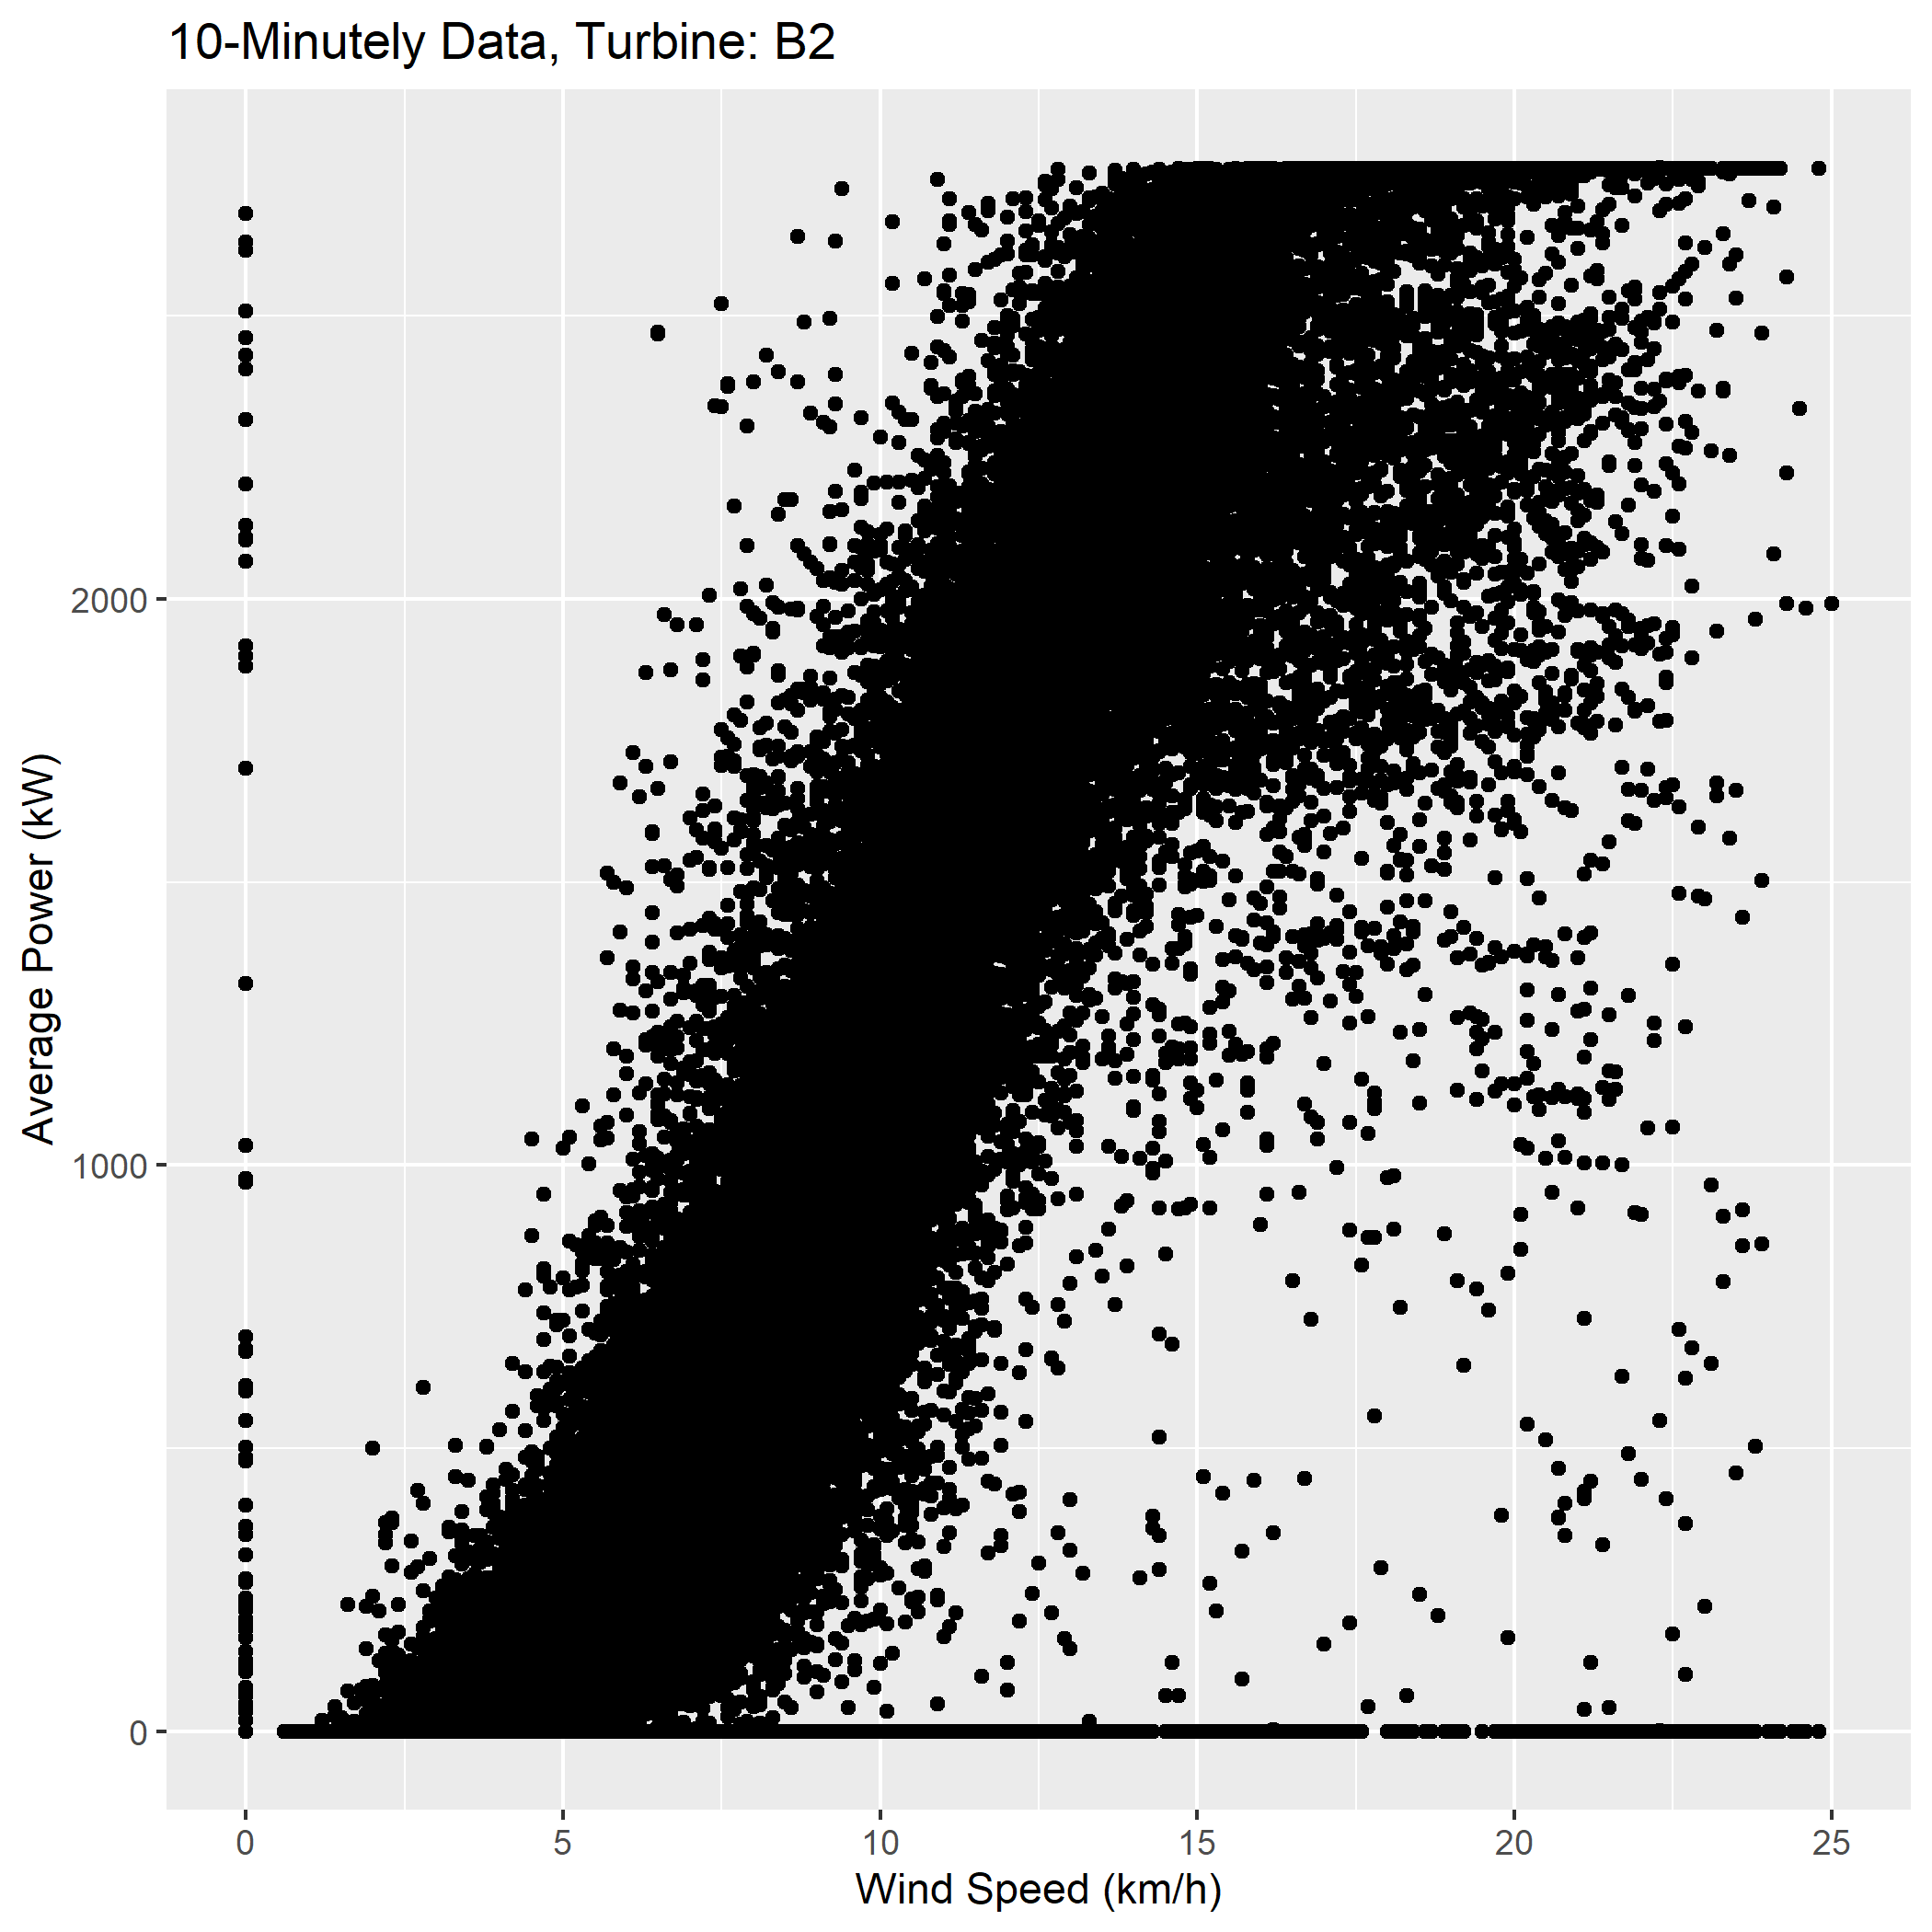 10-Minutely Data, Turbine: B2
Average Power (kW)
2000
1000
0
0 5 10 15 20 25
Wind Speed (km/h)